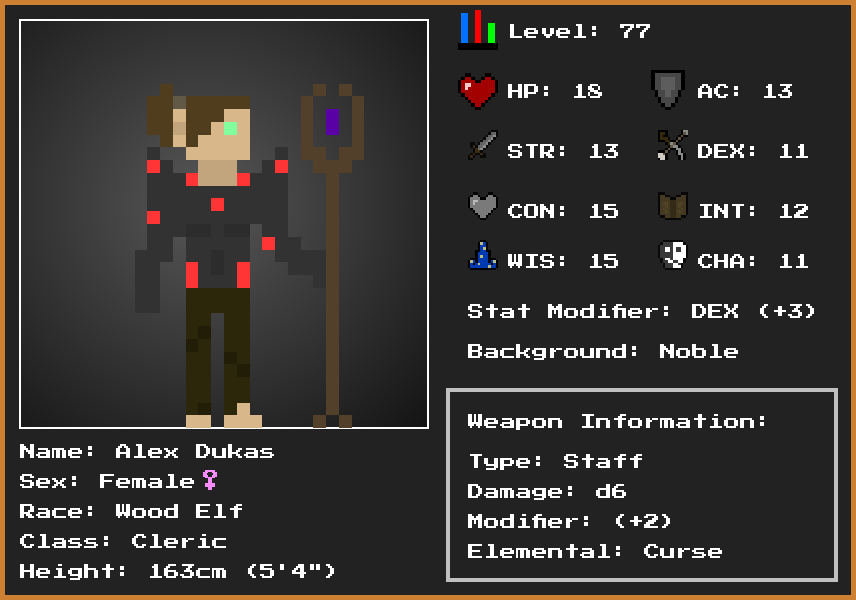 Level: 77
HP: 18 AC: 13
STR: 13 DEX: 11
CON: 15 INT: 12
WIS: 15 CHA: 11
Stat Modifier: DEX (+3)
Background: Noble
Name: Alex Dukas
Sex: Female♀
Race: Wood Elf
Class: Cleric
Height: 163cm (5'4")
Weapon Information:
Type: Staff
Damage: d6
Modifier: (+2)
Elemental: Curse